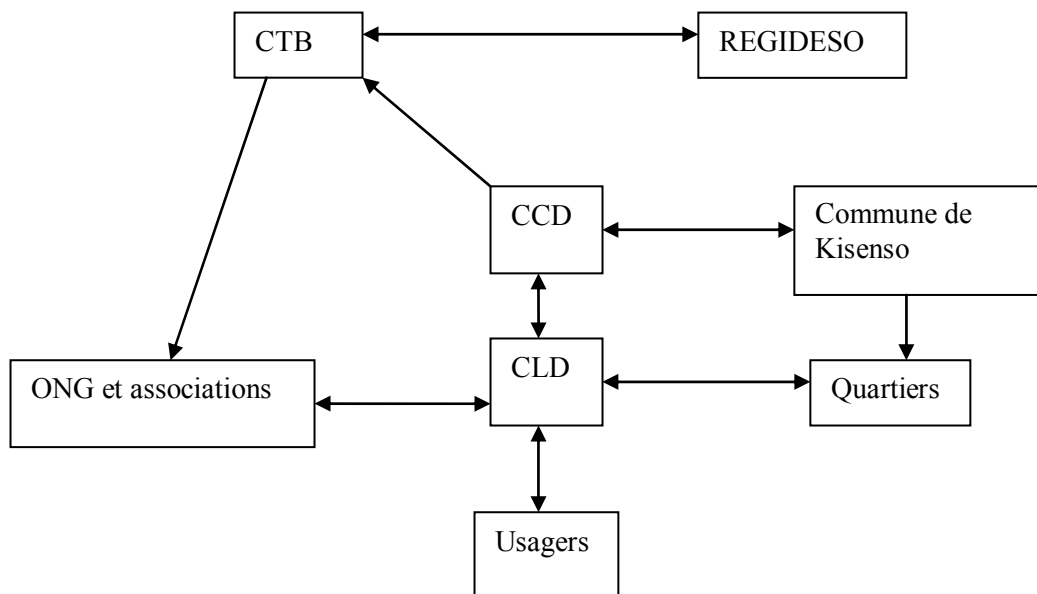 CTB
REGIDESO
CCD
Commune de
Kisenso
ONG et associations
CLD
Quartiers
Usagers